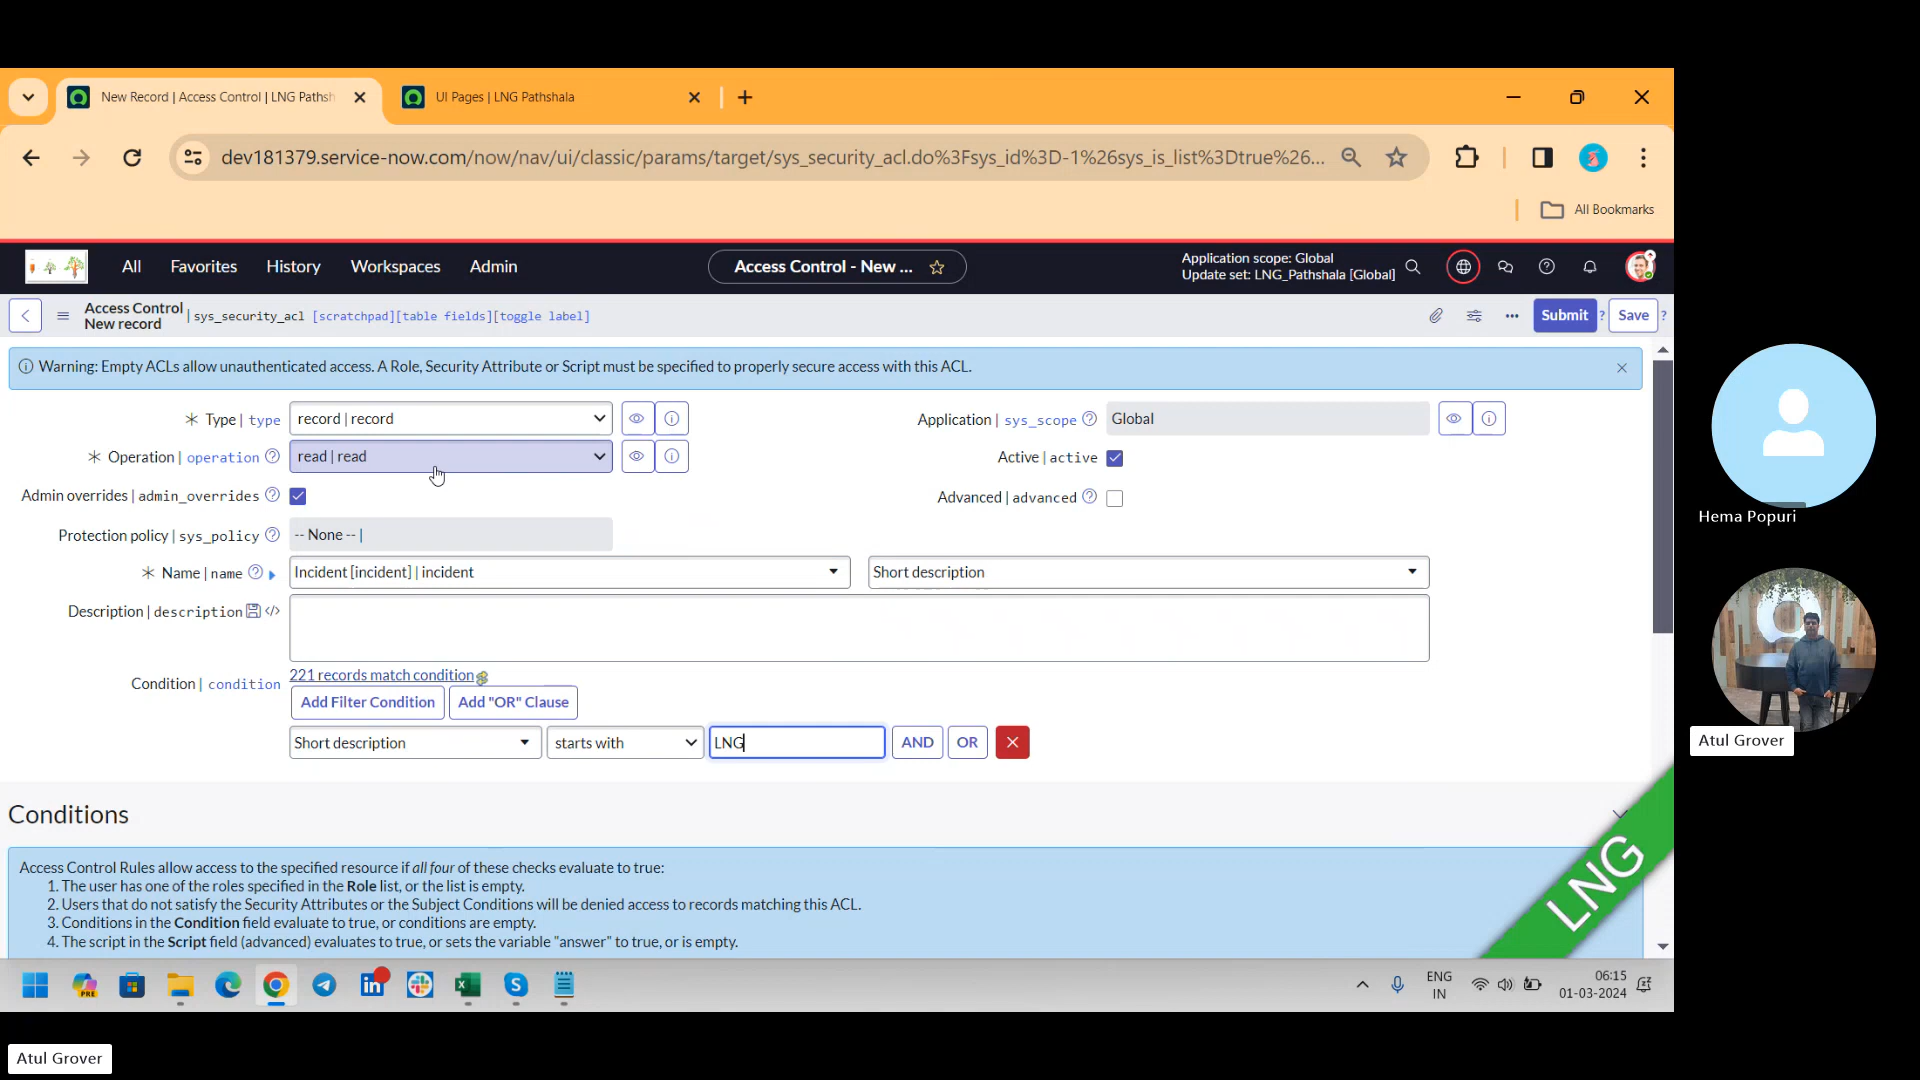 New Record | Access Control | LNG Pathsh
UI Pages | LNG Pathshala
dev181379.service-now.com/now/nav/ui/classic/params/target/sys_security_acl.do%3Fsys_id%3D-1%26sys_is_list%3Dtrue%26...
All Bookmarks
All
Favorites
History
Workspaces
Admin
Access Control - New ...
Application scope: Global
Update set: LNG_Pathshala [Global]
Access Control
New record
sys_security_acl [scratchpad][table fields][toggle label]
Submit ?
Save ?
Warning: Empty ACLs allow unauthenticated access. A Role, Security Attribute or Script must be specified to properly secure access with this ACL.
Type | type
record | record
Application | sys_scope
Global
Operation | operation
read | read
Active | active
Admin overrides | admin_overrides
Advanced | advanced
Protection policy | sys_policy
-- None -- |
Name | name
Incident [incident] | incident
Short description
Description | description
Condition | condition
221 records match condition
Add Filter Condition
Add "OR" Clause
Short description
starts with
LNG
AND
OR
Conditions
Access Control Rules allow access to the specified resource if all four of these checks evaluate to true:
1. The user has one of the roles specified in the Role list, or the list is empty.
2. Users that do not satisfy the Security Attributes or the Subject Conditions will be denied access to records matching this ACL.
3. Conditions in the Condition field evaluate to true, or conditions are empty.
4. The script in the Script field (advanced) evaluates to true, or sets the variable "answer" to true, or is empty.
LNG
PRE
ENG
IN
06:15
01-03-2024
Hema Popuri
Atul Grover
Atul Grover